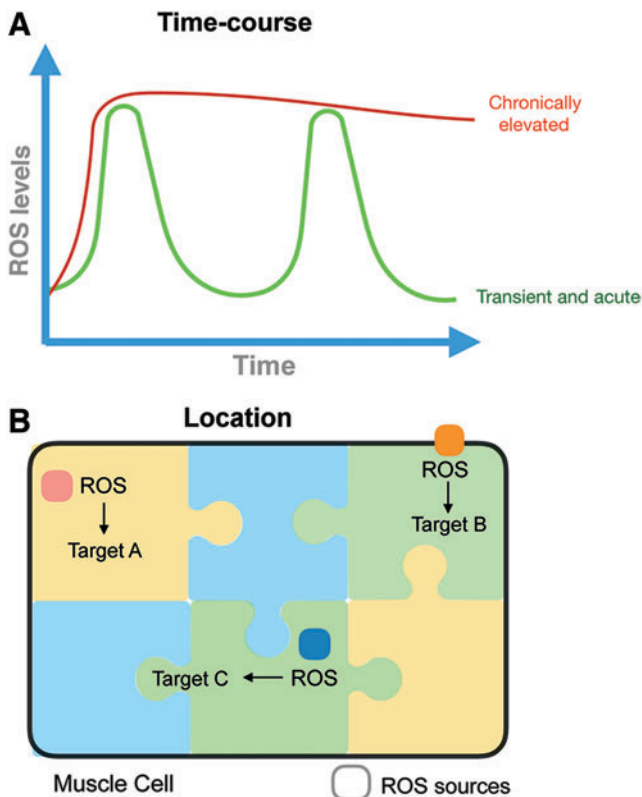 A
Time-course
ROS levels
Chronically
elevated
Transient and acute
Time
B
Location
ROS
Target A
ROS
Target B
Target C
ROS
Muscle Cell
ROS sources